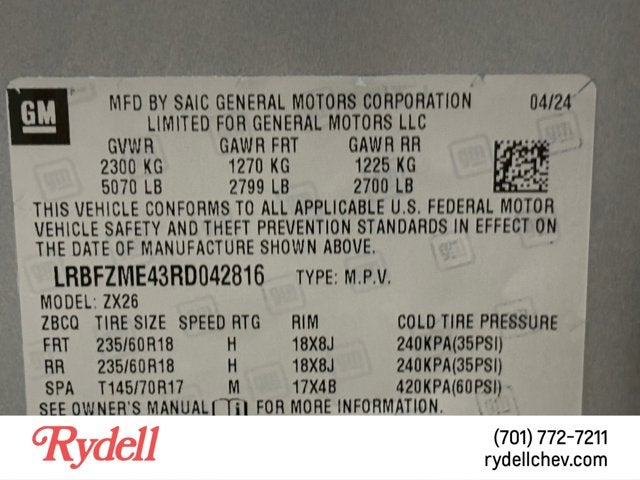 GM
MFD BY SAIC GENERAL MOTORS CORPORATION 04/24
LIMITED FOR GENERAL MOTORS LLC
GVWR GAWR FRT GAWR RR
2300 KG 1270 KG 1225 KG
5070 LB 2799 LB 2700 LB
THIS VEHICLE CONFORMS TO ALL APPLICABLE U.S. FEDERAL MOTOR
VEHICLE SAFETY AND THEFT PREVENTION STANDARDS IN EFFECT ON
THE DATE OF MANUFACTURE SHOWN ABOVE.
LRBFZME43RD042816 TYPE: M.P.V.
MODEL: ZX26
ZBCQ TIRE SIZE SPEED RTG RIM COLD TIRE PRESSURE
FRT 235/60R18 H 18X8J 240KPA(35PSI)
RR 235/60R18 H 18X8J 240KPA(35PSI)
SPA T145/70R17 M 17X4B 420KPA(60PSI)
SEE OWNER'S MANUAL FOR MORE INFORMATION.
Rydell
(701) 772-7211
rydellchev.com